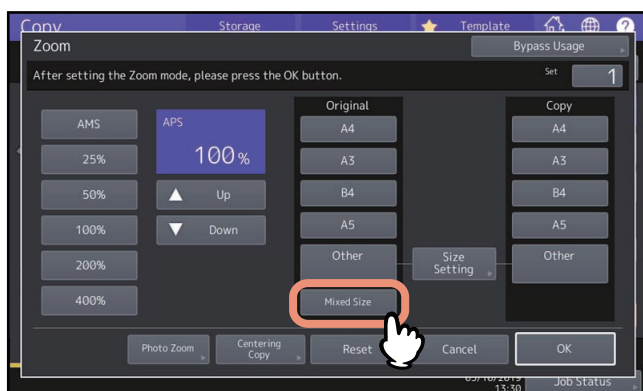 Copy Storage Settings Template
Zoom
Bypass Usage
After setting the Zoom mode, please press the OK button.
Set 1
Original Copy
AMS
25%
50%
100%
200%
400%
APS
100 %
Up
Down
A4
A3
B4
A5
Other
Mixed Size
Size
Setting
A4
A3
B4
A5
Other
Photo Zoom
Centering
Copy
Reset
Cancel
OK
13:30
Job Status